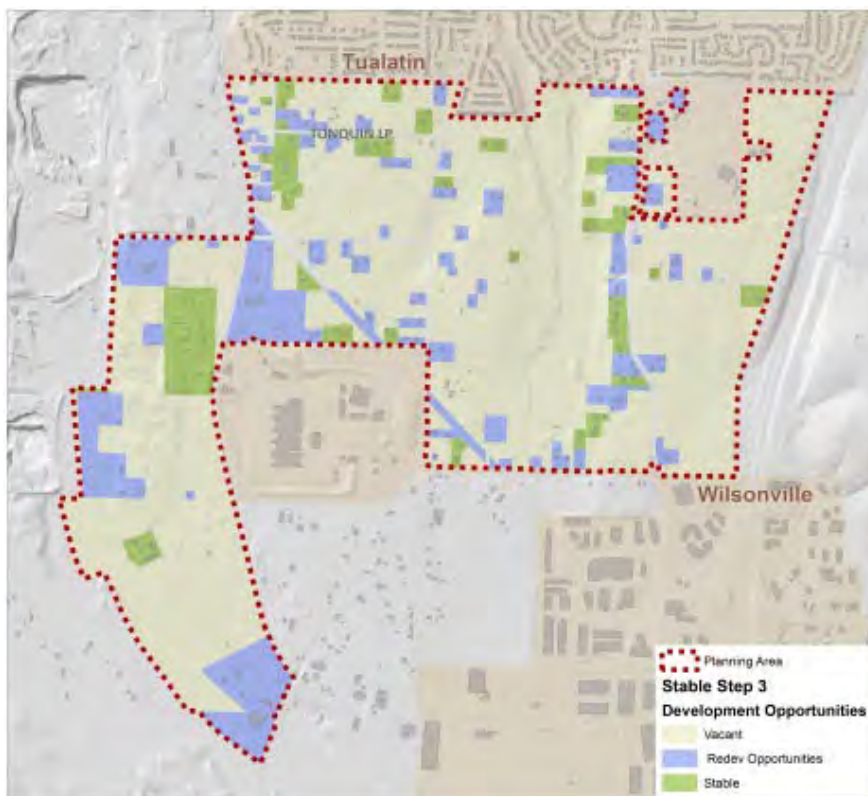 Tualatin
TONQUIN LP
Wilsonville
Planning Area
Stable Step 3
Development Opportunities
Vacant
Redev Opportunities
Stable